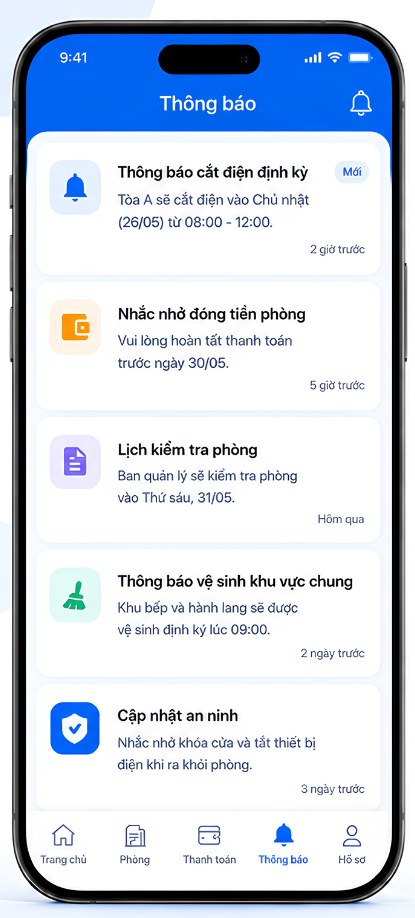 9:41
Thông báo
Thông báo cắt điện định kỳ
Mới
Tòa A sẽ cắt điện vào Chủ nhật
(26/05) từ 08:00 - 12:00.
2 giờ trước
Nhắc nhở đóng tiền phòng
Vui lòng hoàn tất thanh toán
trước ngày 30/05.
5 giờ trước
Lịch kiểm tra phòng
Ban quản lý sẽ kiểm tra phòng
vào Thứ sáu, 31/05.
Hôm qua
Thông báo vệ sinh khu vực chung
Khu bếp và hành lang sẽ được
vệ sinh định kỳ lúc 09:00.
2 ngày trước
Cập nhật an ninh
Nhắc nhở khóa cửa và tắt thiết bị
điện khi ra khỏi phòng.
3 ngày trước
Trang chủ
Phòng
Thanh toán
Thông báo
Hồ sơ